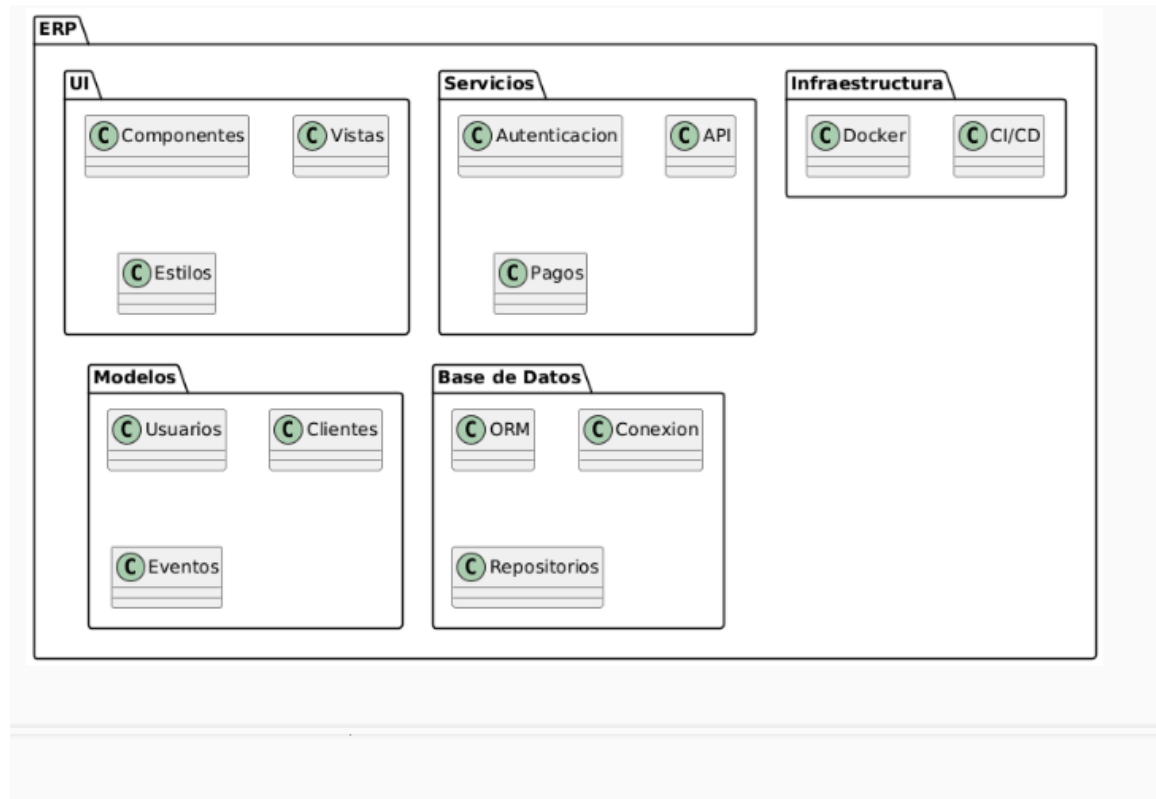 ERP
UI
Servicios
Infraestructura
C Componentes
C Vistas
C Autenticacion
C API
C Docker
C CI/CD
C Estilos
C Pagos
Modelos
Base de Datos
C Usuarios
C Clientes
C ORM
C Conexion
C Eventos
C Repositorios